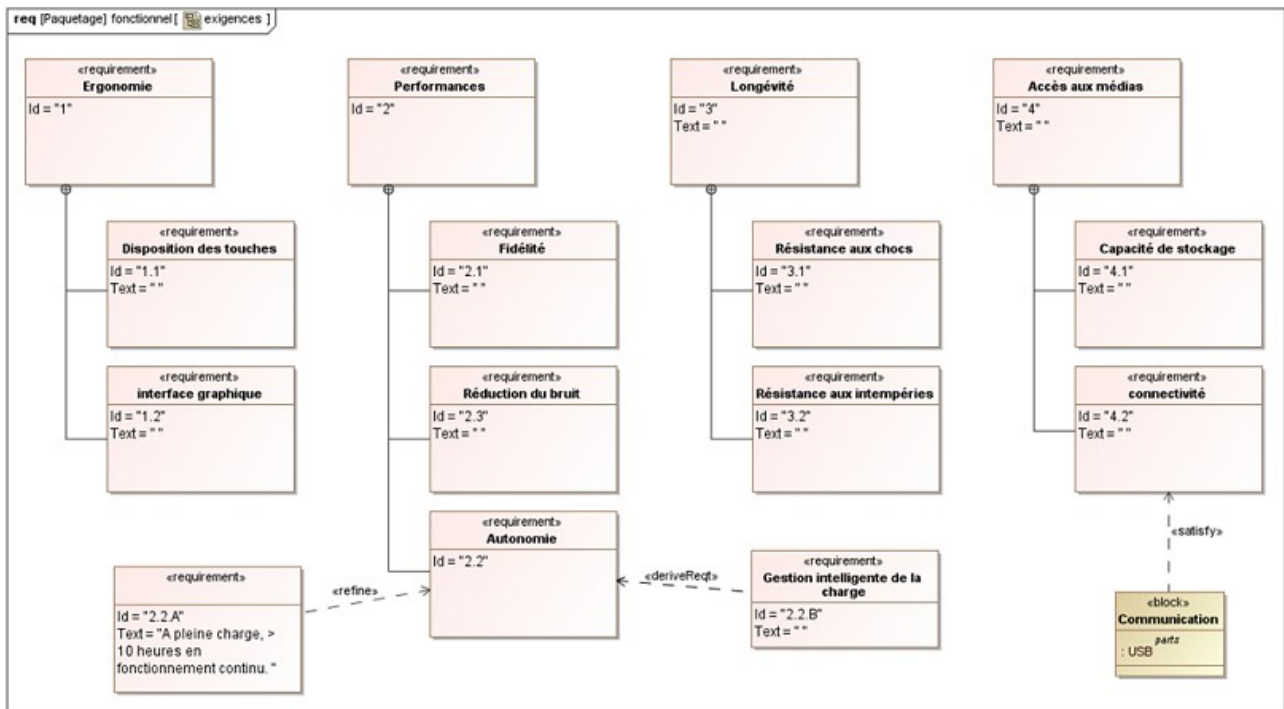 req [Paquetage] fonctionnel [ exigences ]
«requirement»
Ergonomie
Id = "1"
«requirement»
Performances
Id = "2"
«requirement»
Longévité
Id = "3"
Text = " "
«requirement»
Accès aux médias
Id = "4"
Text = " "
«requirement»
Disposition des touches
Id = "1.1"
Text = " "
«requirement»
Fidélité
Id = "2.1"
Text = " "
«requirement»
Résistance aux chocs
Id = "3.1"
Text = " "
«requirement»
Capacité de stockage
Id = "4.1"
Text = " "
«requirement»
interface graphique
Id = "1.2"
Text = " "
«requirement»
Réduction du bruit
Id = "2.3"
Text = " "
«requirement»
Résistance aux intempéries
Id = "3.2"
Text = " "
«requirement»
connectivité
Id = "4.2"
Text = " "
«requirement»
Autonomie
Id = "2.2"
«requirement»
Id = "2.2.A"
Text = "A pleine charge, >
10 heures en
fonctionnement continu. "
«refine»
«deriveReqt»
«requirement»
Gestion intelligente de la
charge
Id = "2.2.B"
Text = " "
«satisfy»
«block»
Communication
parts
: USB